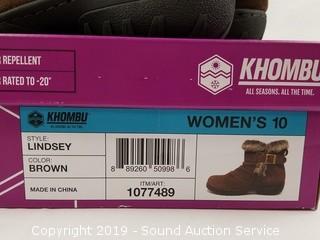 REPELLENT
RATED TO -20°
KHOMBU
ALL SEASONS. ALL THE TIME.
KHOMBU
WOMEN'S 10
STYLE:
LINDSEY
COLOR:
BROWN
MADE IN CHINA
8 89260 50998 6
ITM/ART:
1077489
Copyright 2019 - Sound Auction Service